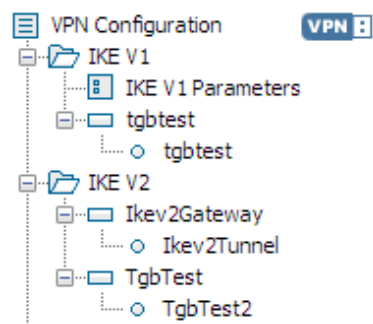 VPN Configuration VPN
IKE V1
IKE V1 Parameters
tgbtest
tgbtest
IKE V2
Ikev2Gateway
Ikev2Tunnel
TgbTest
TgbTest2